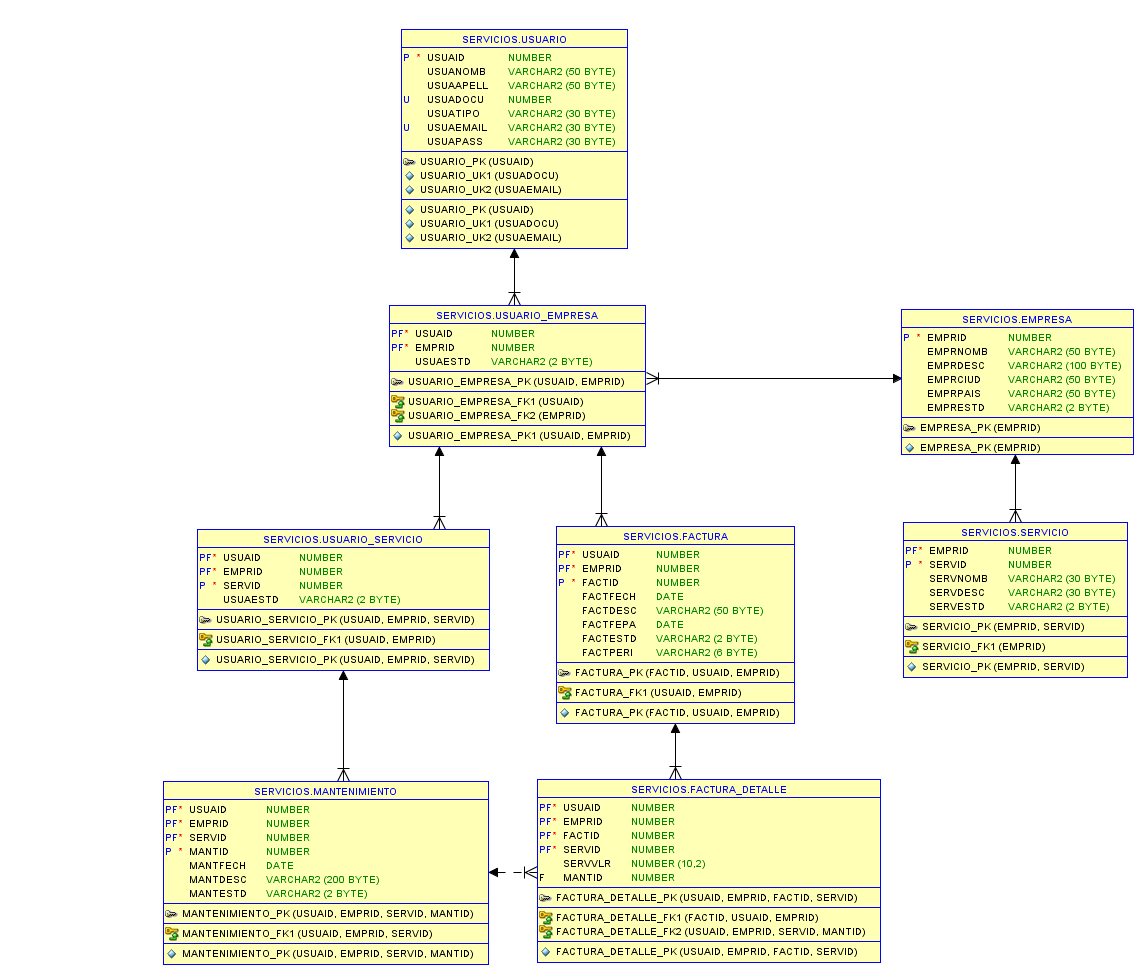 SERVICIOS.USUARIO
P * USUAID NUMBER
USUANOMB VARCHAR2 (50 BYTE)
USUAAPELL VARCHAR2 (50 BYTE)
U USUADOCU NUMBER
USUATIPO VARCHAR2 (30 BYTE)
U USUAEMAIL VARCHAR2 (30 BYTE)
USUAPASS VARCHAR2 (30 BYTE)
USUARIO_PK (USUAID)
USUARIO_UK1 (USUADOCU)
USUARIO_UK2 (USUAEMAIL)
USUARIO_PK (USUAID)
USUARIO_UK1 (USUADOCU)
USUARIO_UK2 (USUAEMAIL)
SERVICIOS.USUARIO_EMPRESA
PF* USUAID NUMBER
PF* EMPRID NUMBER
USUAESTD VARCHAR2 (2 BYTE)
USUARIO_EMPRESA_PK (USUAID, EMPRID)
USUARIO_EMPRESA_FK1 (USUAID)
USUARIO_EMPRESA_FK2 (EMPRID)
USUARIO_EMPRESA_PK1 (USUAID, EMPRID)
SERVICIOS.EMPRESA
P * EMPRID NUMBER
EMPRNOMB VARCHAR2 (50 BYTE)
EMPRDESC VARCHAR2 (100 BYTE)
EMPRCIUD VARCHAR2 (50 BYTE)
EMPRPAIS VARCHAR2 (50 BYTE)
EMPRESTD VARCHAR2 (2 BYTE)
EMPRESA_PK (EMPRID)
EMPRESA_PK (EMPRID)
SERVICIOS.USUARIO_SERVICIO
PF* USUAID NUMBER
PF* EMPRID NUMBER
P * SERVID NUMBER
USUAESTD VARCHAR2 (2 BYTE)
USUARIO_SERVICIO_PK (USUAID, EMPRID, SERVID)
USUARIO_SERVICIO_FK1 (USUAID, EMPRID)
USUARIO_SERVICIO_PK (USUAID, EMPRID, SERVID)
SERVICIOS.FACTURA
PF* USUAID NUMBER
PF* EMPRID NUMBER
P * FACTID NUMBER
FACTFECH DATE
FACTDESC VARCHAR2 (50 BYTE)
FACTFEPA DATE
FACTESTD VARCHAR2 (2 BYTE)
FACTPERI VARCHAR2 (6 BYTE)
FACTURA_PK (FACTID, USUAID, EMPRID)
FACTURA_FK1 (USUAID, EMPRID)
FACTURA_PK (FACTID, USUAID, EMPRID)
SERVICIOS.SERVICIO
PF* EMPRID NUMBER
P * SERVID NUMBER
SERVNOMB VARCHAR2 (30 BYTE)
SERVDESC VARCHAR2 (30 BYTE)
SERVESTD VARCHAR2 (2 BYTE)
SERVICIO_PK (EMPRID, SERVID)
SERVICIO_FK1 (EMPRID)
SERVICIO_PK (EMPRID, SERVID)
SERVICIOS.MANTENIMIENTO
PF* USUAID NUMBER
PF* EMPRID NUMBER
PF* SERVID NUMBER
P * MANTID NUMBER
MANTFECH DATE
MANTDESC VARCHAR2 (200 BYTE)
MANTESTD VARCHAR2 (2 BYTE)
MANTENIMIENTO_PK (USUAID, EMPRID, SERVID, MANTID)
MANTENIMIENTO_FK1 (USUAID, EMPRID, SERVID)
MANTENIMIENTO_PK (USUAID, EMPRID, SERVID, MANTID)
SERVICIOS.FACTURA_DETALLE
PF* USUAID NUMBER
PF* EMPRID NUMBER
PF* FACTID NUMBER
PF* SERVID NUMBER
SERVVLR NUMBER (10,2)
F MANTID NUMBER
FACTURA_DETALLE_PK (USUAID, EMPRID, FACTID, SERVID)
FACTURA_DETALLE_FK1 (FACTID, USUAID, EMPRID)
FACTURA_DETALLE_FK2 (USUAID, EMPRID, SERVID, MANTID)
FACTURA_DETALLE_PK (USUAID, EMPRID, FACTID, SERVID)